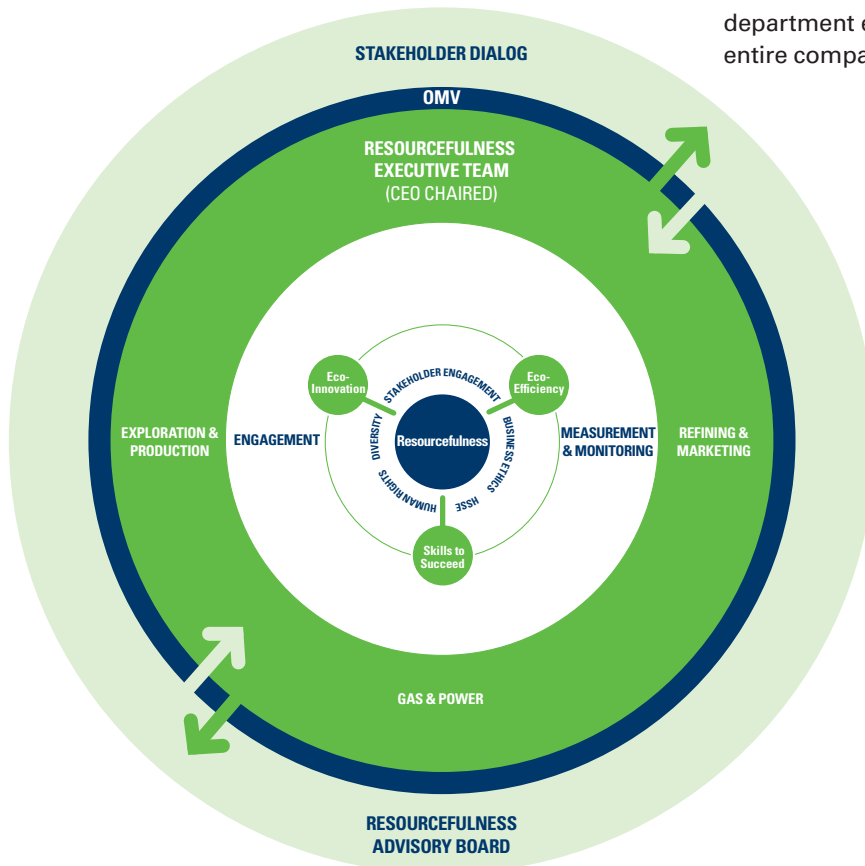 department e
entire compa
STAKEHOLDER DIALOG
OMV
RESOURCEFULNESS
EXECUTIVE TEAM
(CEO CHAIRED)
Eco-
Innovation
STAKEHOLDER ENGAGEMENT
Eco-
Efficiency
EXPLORATION &
PRODUCTION
ENGAGEMENT
DIVERSITY
Resourcefulness
BUSINESS ETHICS
MEASUREMENT
& MONITORING
REFINING &
MARKETING
HUMAN RIGHTS
HSSE
Skills to
Succeed
GAS & POWER
RESOURCEFULNESS
ADVISORY BOARD